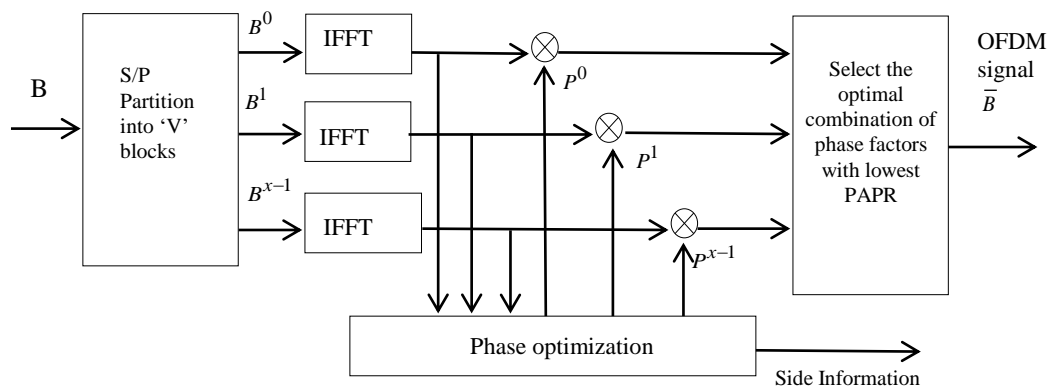 B
S/P
Partition
into ‘V’
blocks
B^0
B^1
B^{x−1}
IFFT
IFFT
IFFT
P^0
P^1
P^{x−1}
Select the
optimal
combination of
phase factors
with lowest
PAPR
OFDM
signal
B̅
Phase optimization
Side Information